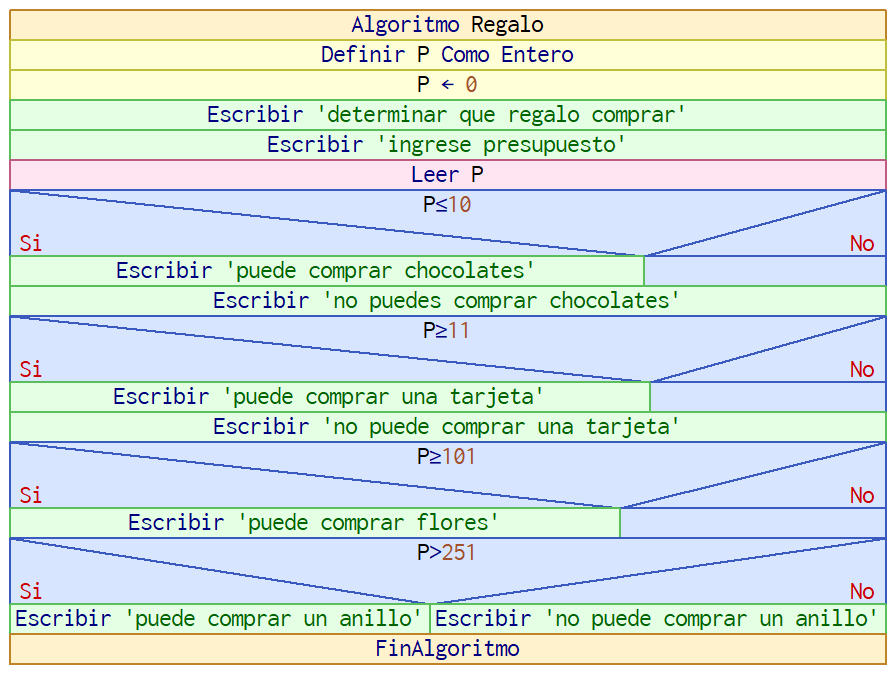 Algoritmo Regalo
Definir P Como Entero
P ← 0
Escribir 'determinar que regalo comprar'
Escribir 'ingrese presupuesto'
Leer P
P≤10
Si No
Escribir 'puede comprar chocolates'
Escribir 'no puedes comprar chocolates'
P≥11
Si No
Escribir 'puede comprar una tarjeta'
Escribir 'no puede comprar una tarjeta'
P≥101
Si No
Escribir 'puede comprar flores'
P>251
Si No
Escribir 'puede comprar un anillo' Escribir 'no puede comprar un anillo'
FinAlgoritmo